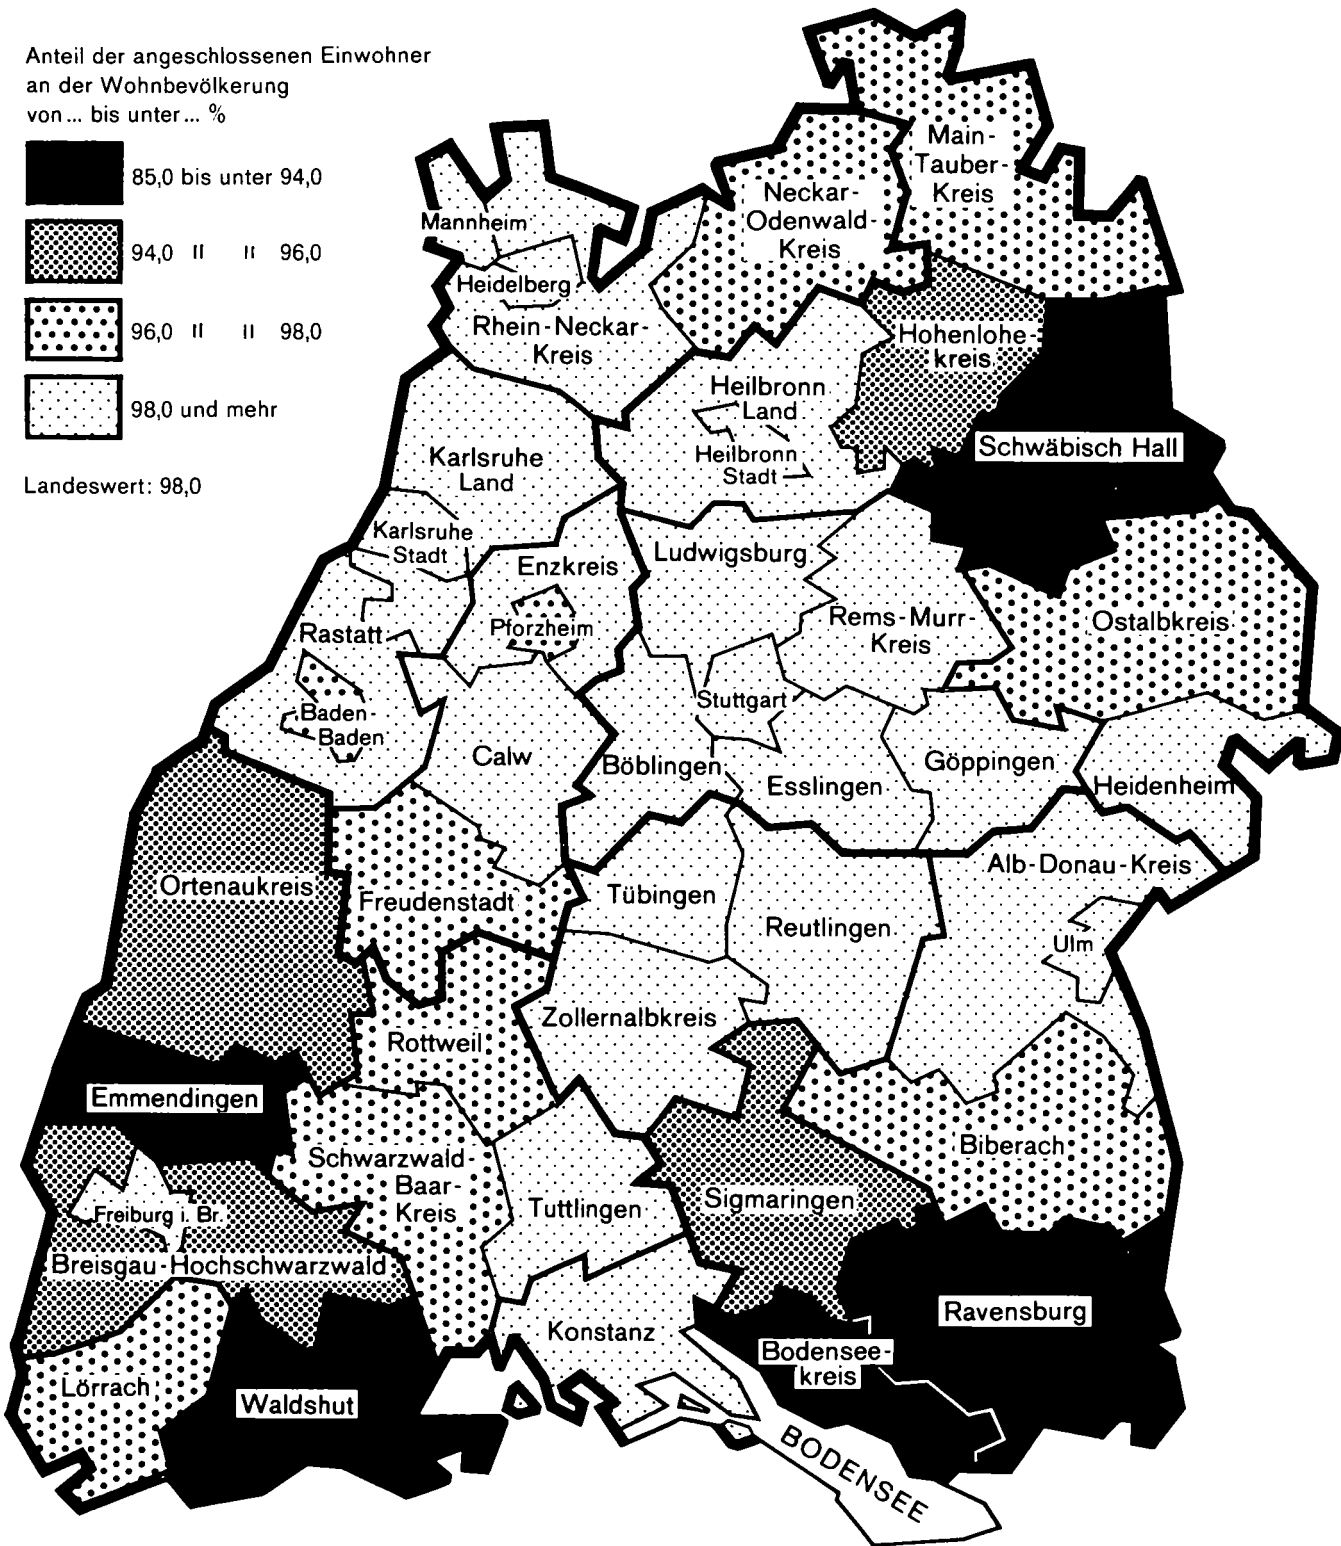 Anteil der angeschlossenen Einwohner
an der Wohnbevölkerung
von ... bis unter ... %
85,0 bis unter 94,0
94,0 " " 96,0
96,0 " " 98,0
98,0 und mehr
Landeswert: 98,0
Main-
Tauber-
Kreis
Neckar-
Odenwald-
Kreis
Mannheim
Heidelberg
Rhein-Neckar-
Kreis
Hohenlohe-
kreis
Heilbronn
Land
Heilbronn
Stadt
Schwäbisch Hall
Karlsruhe
Land
Karlsruhe
Stadt
Enzkreis
Pforzheim
Ludwigsburg
Rems-Murr-
Kreis
Ostalbkreis
Rastatt
Baden-
Baden
Calw
Stuttgart
Böblingen
Esslingen
Göppingen
Heidenheim
Ortenaukreis
Freudenstadt
Tübingen
Reutlingen
Alb-Donau-Kreis
Ulm
Rottweil
Zollernalbkreis
Emmendingen
Schwarzwald
Baar-
Kreis
Biberach
Sigmaringen
Tuttlingen
Freiburg i. Br.
Breisgau-Hochschwarzwald
Ravensburg
Konstanz
Bodensee-
kreis
Lörrach
Waldshut
BODENSEE